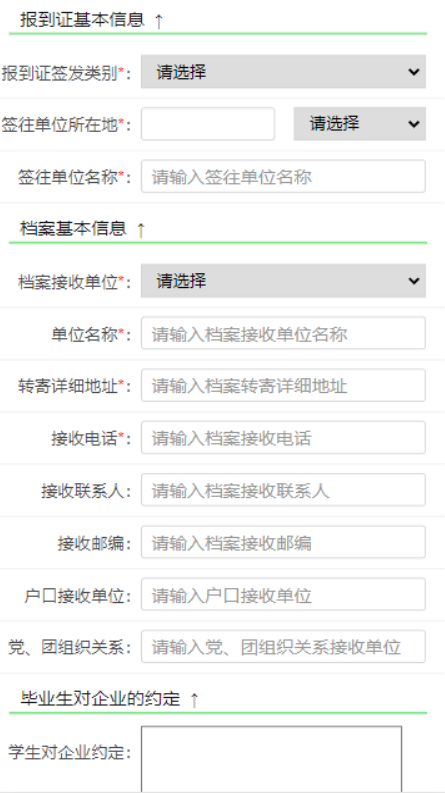 报到证基本信息 ↑
报到证签发类别*: 请选择
签往单位所在地*: 请选择
签往单位名称*: 请输入签往单位名称
档案基本信息 ↑
档案接收单位*: 请选择
单位名称*: 请输入档案接收单位名称
转寄详细地址*: 请输入档案转寄详细地址
接收电话*: 请输入档案接收电话
接收联系人: 请输入档案接收联系人
接收邮编: 请输入档案接收邮编
户口接收单位: 请输入户口接收单位
党、团组织关系: 请输入党、团组织关系接收单位
毕业生对企业的约定 ↑
学生对企业约定: